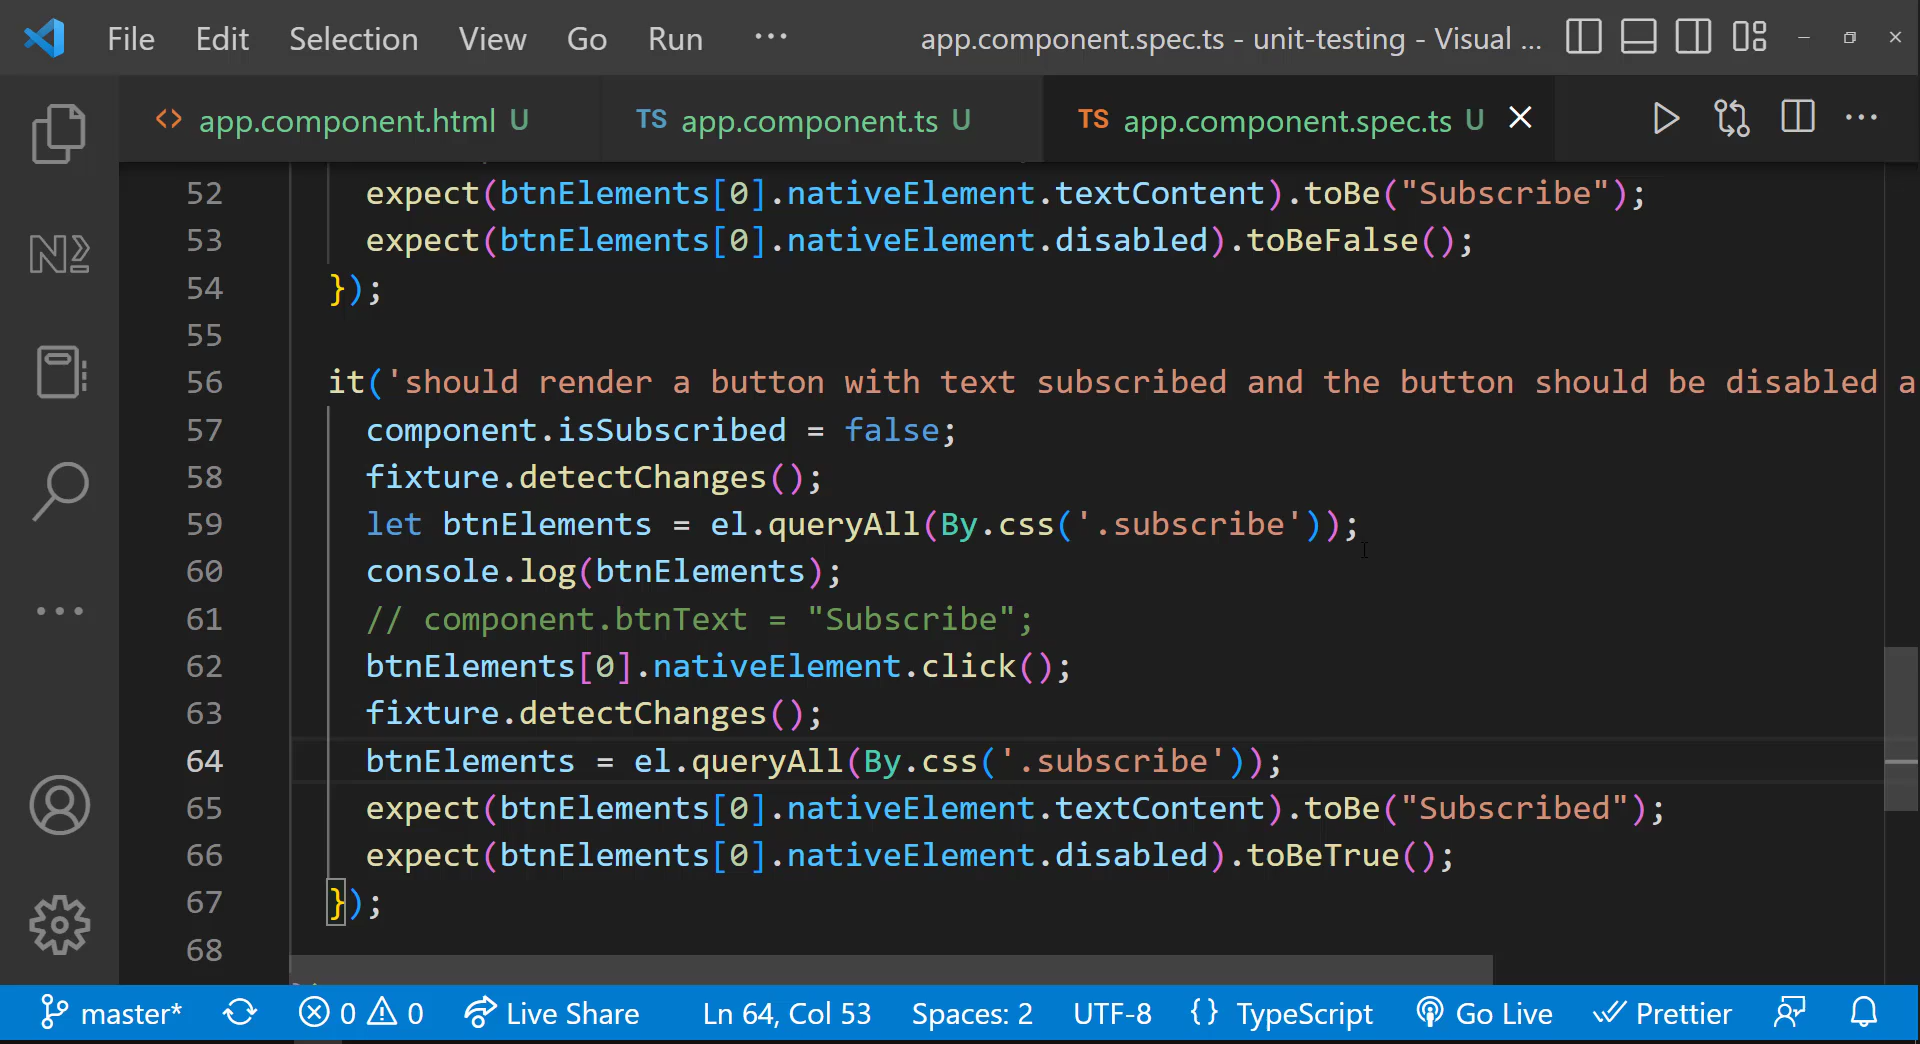 File Edit Selection View Go Run ··· app.component.spec.ts - unit-testing - Visual ...
<> app.component.html U TS app.component.ts U TS app.component.spec.ts U
52 expect(btnElements[0].nativeElement.textContent).toBe("Subscribe");
53 expect(btnElements[0].nativeElement.disabled).toBeFalse();
54 });
55
56 it('should render a button with text subscribed and the button should be disabled a
57 component.isSubscribed = false;
58 fixture.detectChanges();
59 let btnElements = el.queryAll(By.css('.subscribe'));
60 console.log(btnElements);
61 // component.btnText = "Subscribe";
62 btnElements[0].nativeElement.click();
63 fixture.detectChanges();
64 btnElements = el.queryAll(By.css('.subscribe'));
65 expect(btnElements[0].nativeElement.textContent).toBe("Subscribed");
66 expect(btnElements[0].nativeElement.disabled).toBeTrue();
67 });
68
master* 0 0 Live Share Ln 64, Col 53 Spaces: 2 UTF-8 {} TypeScript Go Live Prettier